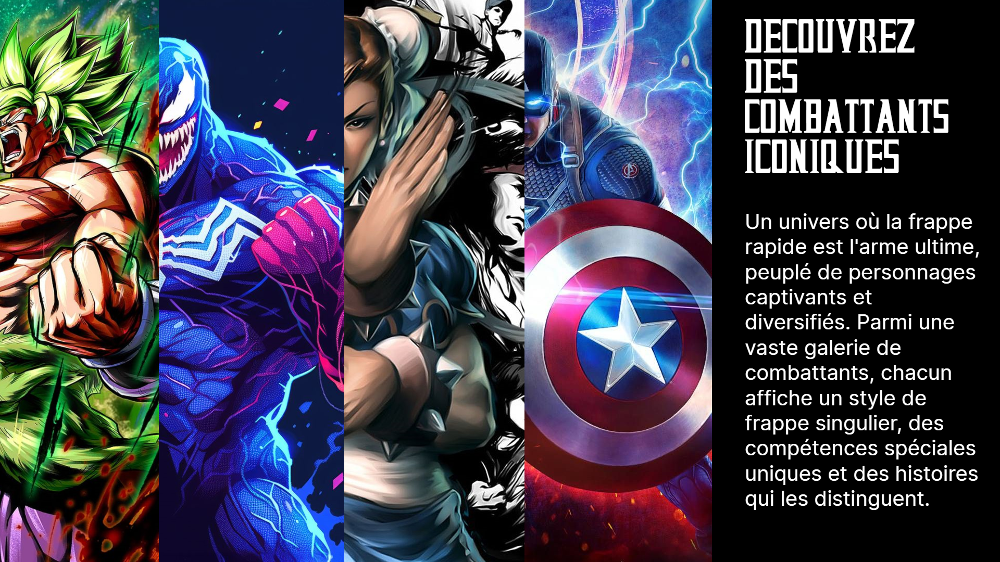 DECOUVREZ
DES
COMBATTANTS
ICONIQUES
Un univers où la frappe
rapide est l'arme ultime,
peuplé de personnages
captivants et
diversifiés. Parmi une
vaste galerie de
combattants, chacun
affiche un style de
frappe singulier, des
compétences spéciales
uniques et des histoires
qui les distinguent.